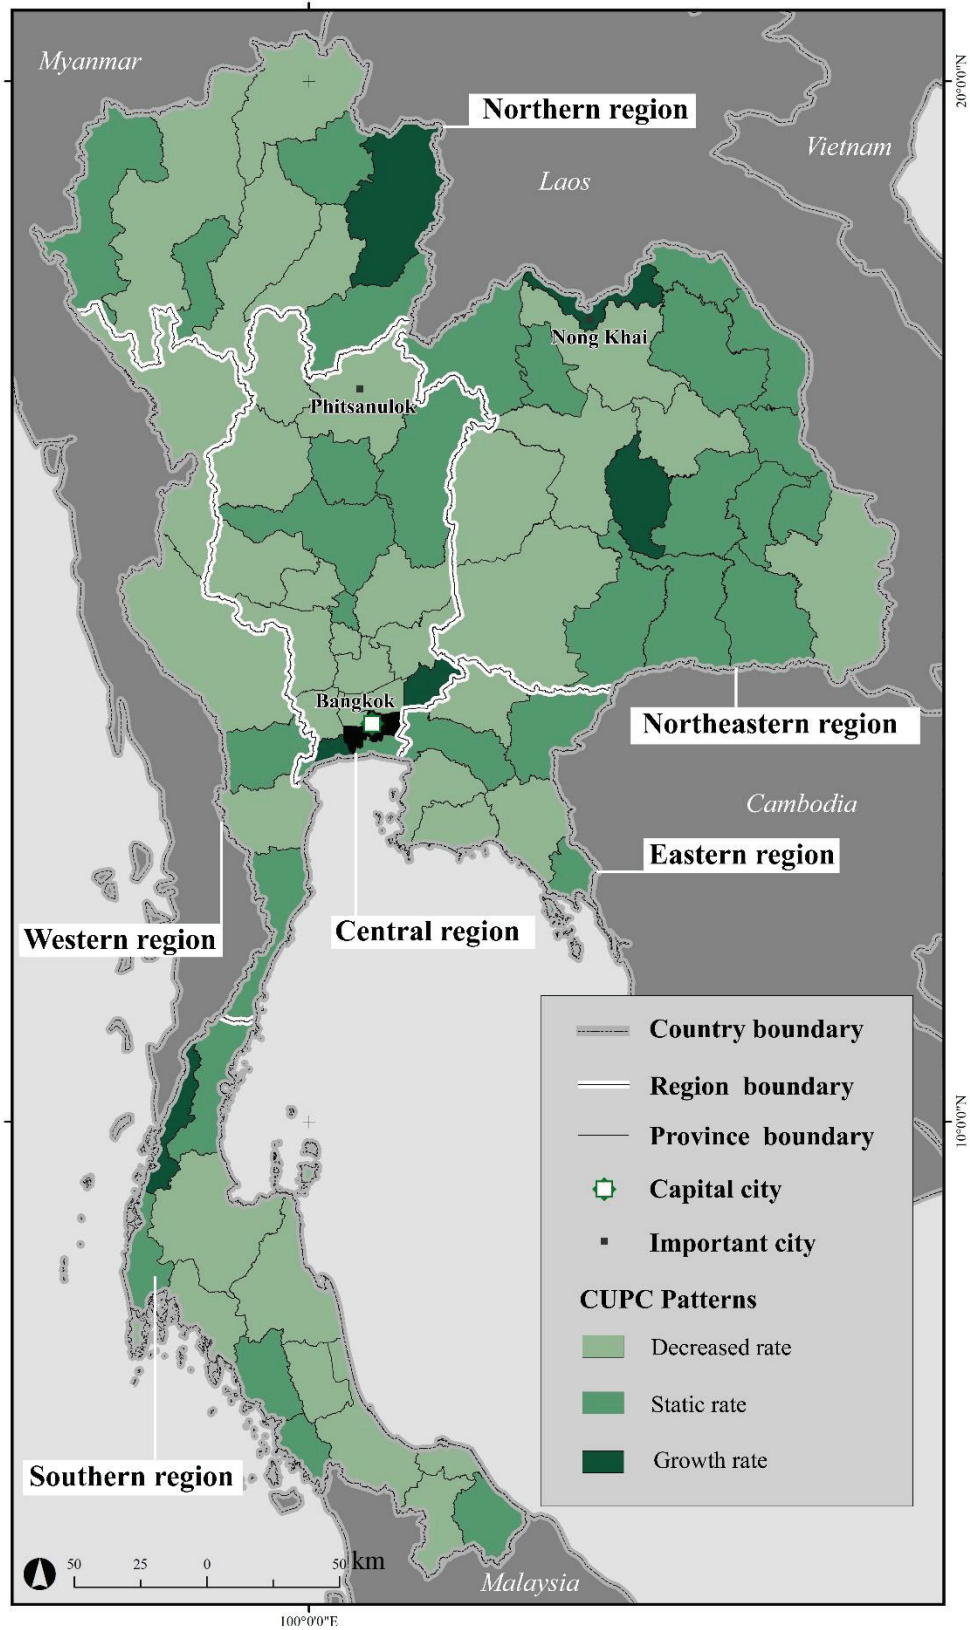 Myanmar
20°0'0"N
Northern region
Vietnam
Laos
Nong Khai
Phitsanulok
Bangkok
Northeastern region
Cambodia
Eastern region
Western region
Central region
Country boundary
Region boundary
10°0'0"N
Province boundary
Capital city
Important city
CUPC Patterns
Decreased rate
Static rate
Growth rate
Southern region
50 25 0 50 km
Malaysia
100°0'0"E